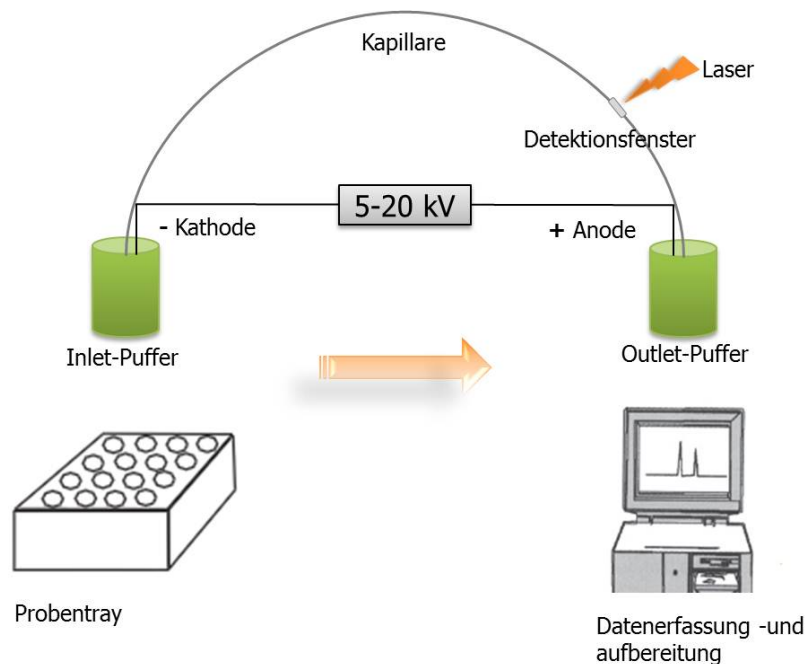 Kapillare
Laser
Detektionsfenster
5-20 kV
- Kathode
+ Anode
Inlet-Puffer
Outlet-Puffer
Probentray
Datenerfassung -und
aufbereitung